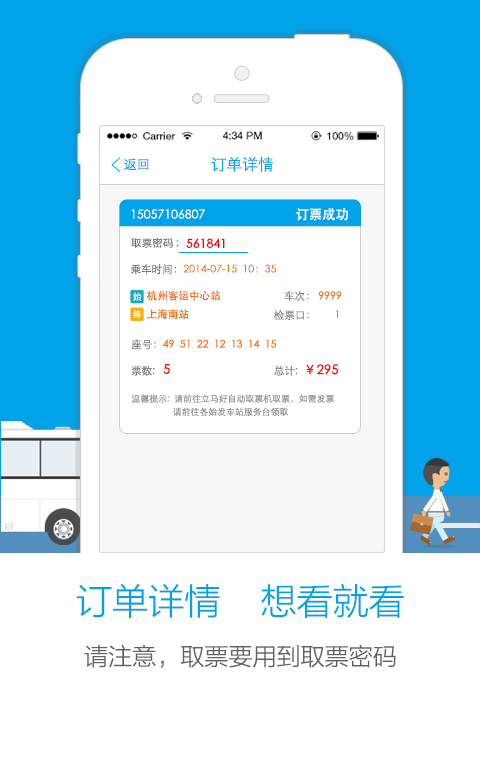 Carrier 4:34 PM 100%
返回 订单详情
15057106807 订票成功
取票密码: 561841
乘车时间: 2014-07-15 10: 35
始 杭州客运中心站 车次: 9999
终 上海南站 检票口: 1
座号: 49 51 22 12 13 14 15
票数: 5 总计: ￥295
温馨提示: 请前往立马好自动取票机取票。如需发票
请前往各始发车站服务台领取
订单详情 想看就看
请注意，取票要用到取票密码